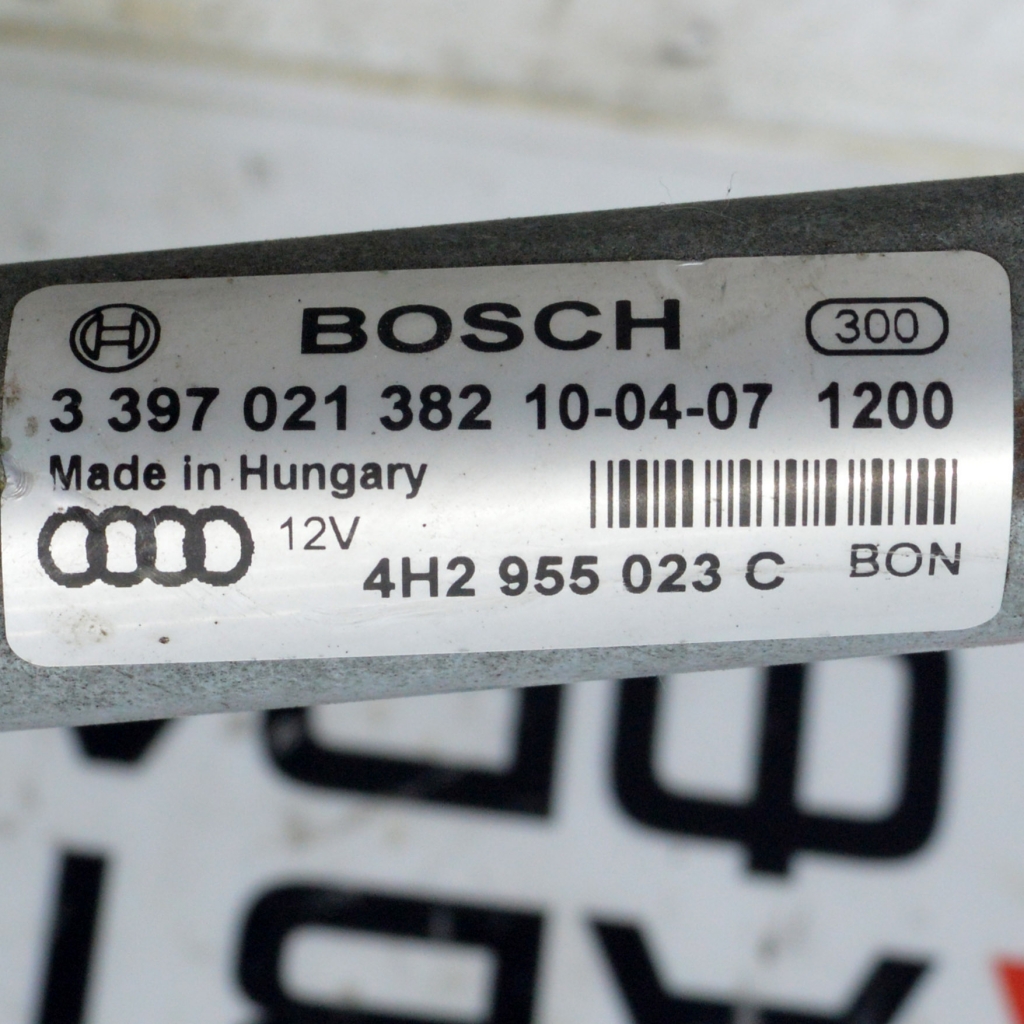 BOSCH 300
3 397 021 382 10-04-07 1200
Made in Hungary
12V 4H2 955 023 C BON